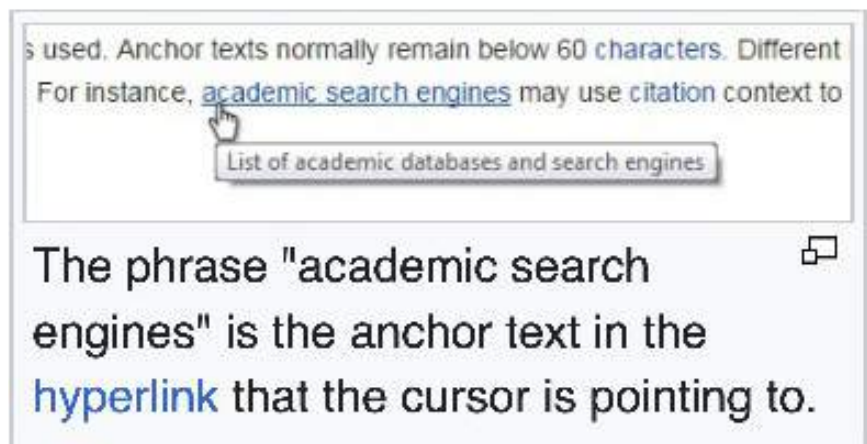 s used. Anchor texts normally remain below 60 characters. Different
For instance, academic search engines may use citation context to
List of academic databases and search engines
The phrase "academic search
engines" is the anchor text in the
hyperlink that the cursor is pointing to.